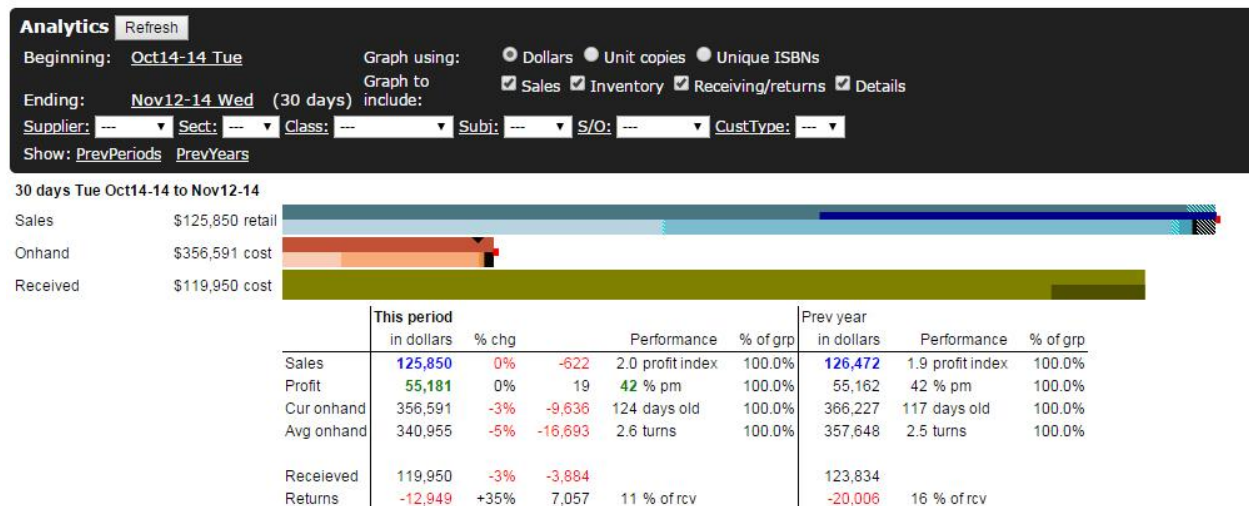 Analytics Refresh
Beginning: Oct14-14 Tue Graph using: Dollars Unit copies Unique ISBNs
Graph to include: Sales Inventory Receiving/returns Details
Ending: Nov12-14 Wed (30 days)
Supplier: --- Sect: --- Class: --- Subj: --- S/O: --- CustType: ---
Show: PrevPeriods PrevYears
30 days Tue Oct14-14 to Nov12-14
Sales $125,850 retail
Onhand $356,591 cost
Received $119,950 cost
This period Prev year
in dollars % chg Performance % of grp in dollars Performance % of grp
Sales 125,850 0% -622 2.0 profit index 100.0% 126,472 1.9 profit index 100.0%
Profit 55,181 0% 19 42 % pm 100.0% 55,162 42 % pm 100.0%
Cur onhand 356,591 -3% -9,636 124 days old 100.0% 366,227 117 days old 100.0%
Avg onhand 340,955 -5% -16,693 2.6 turns 100.0% 357,648 2.5 turns 100.0%
Receieved 119,950 -3% -3,884 123,834
Returns -12,949 +35% 7,057 11 % of rcv -20,006 16 % of rcv